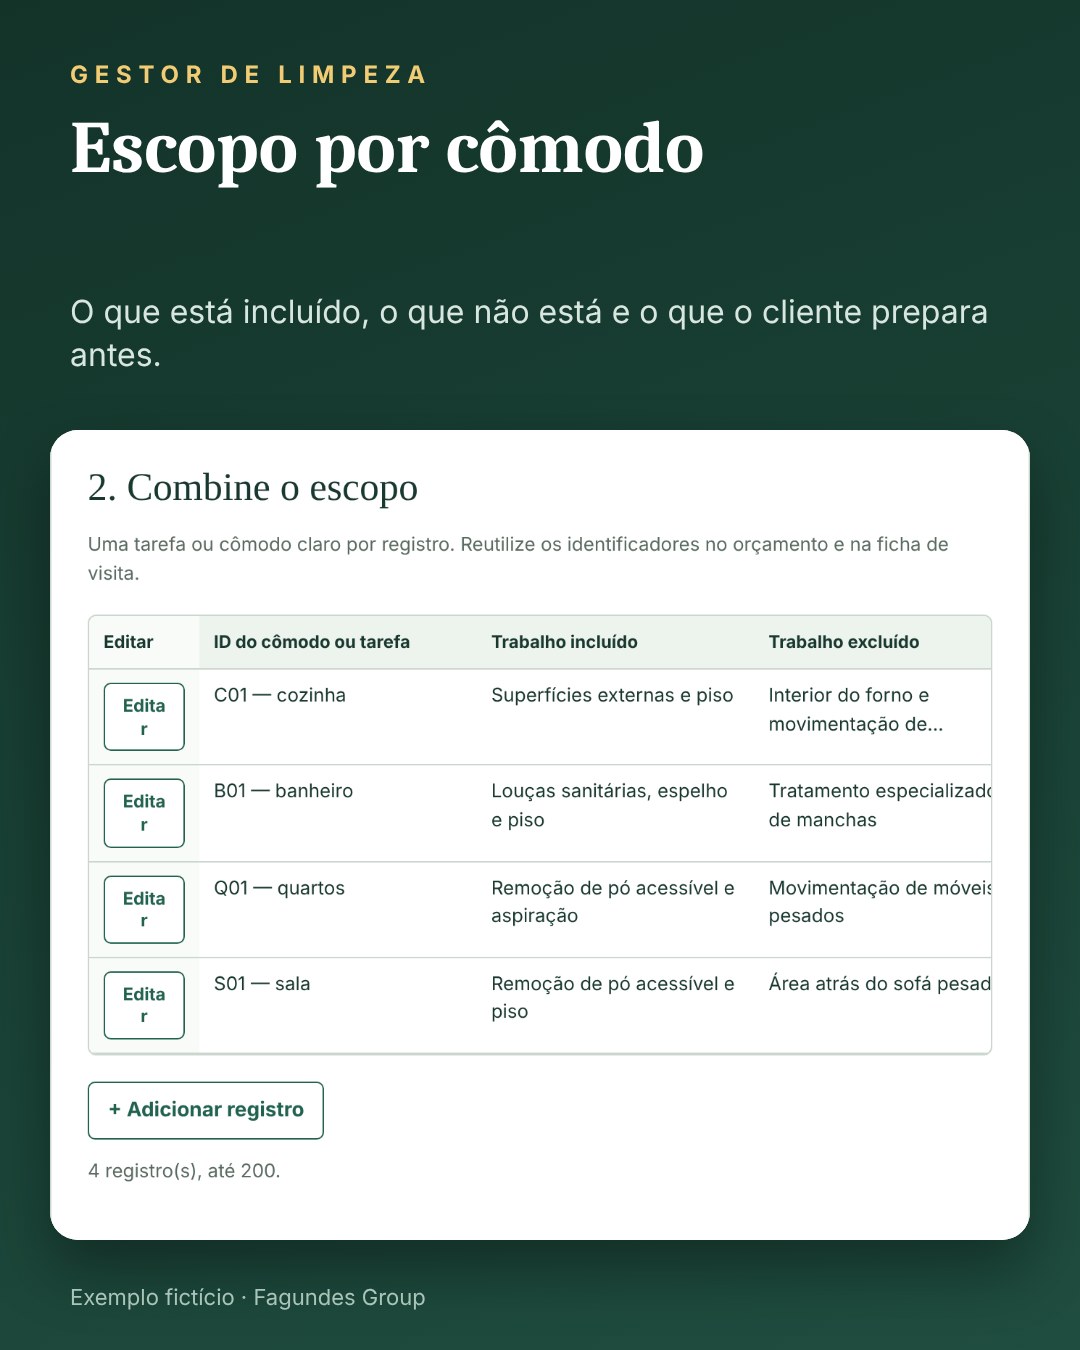 GESTOR DE LIMPEZA
Escopo por cômodo
O que está incluído, o que não está e o que o cliente prepara
antes.
2. Combine o escopo
Uma tarefa ou cômodo claro por registro. Reutilize os identificadores no orçamento e na ficha de
visita.
Editar ID do cômodo ou tarefa Trabalho incluído Trabalho excluído
Edita
r
C01 — cozinha
Superfícies externas e piso
Interior do forno e
movimentação de...
Edita
r
B01 — banheiro
Louças sanitárias, espelho
e piso
Tratamento especializado
de manchas
Edita
r
Q01 — quartos
Remoção de pó acessível e
aspiração
Movimentação de móveis
pesados
Edita
r
S01 — sala
Remoção de pó acessível e
piso
Área atrás do sofá pesad
+ Adicionar registro
4 registro(s), até 200.
Exemplo fictício · Fagundes Group